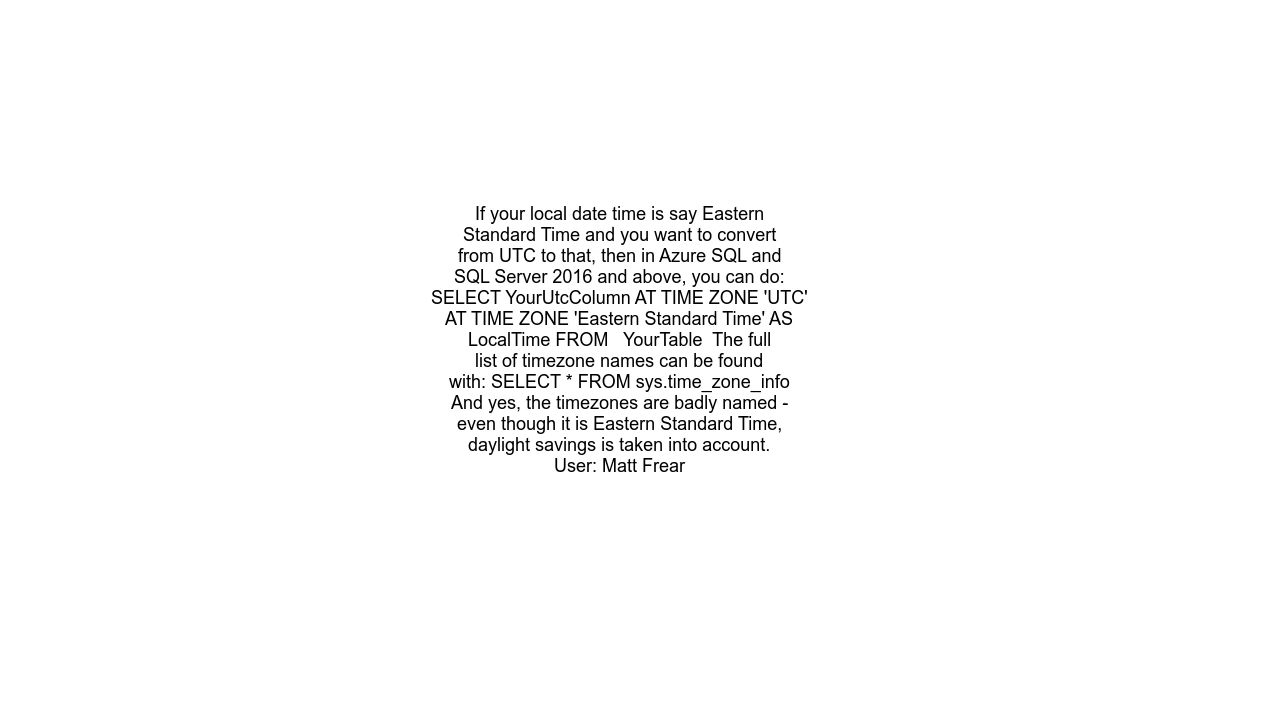 If your local date time is say Eastern
Standard Time and you want to convert
from UTC to that, then in Azure SQL and
SQL Server 2016 and above, you can do:
SELECT YourUtcColumn AT TIME ZONE 'UTC'
AT TIME ZONE 'Eastern Standard Time' AS
LocalTime FROM   YourTable  The full
list of timezone names can be found
with: SELECT * FROM sys.time_zone_info
And yes, the timezones are badly named -
even though it is Eastern Standard Time,
daylight savings is taken into account.
User: Matt Frear